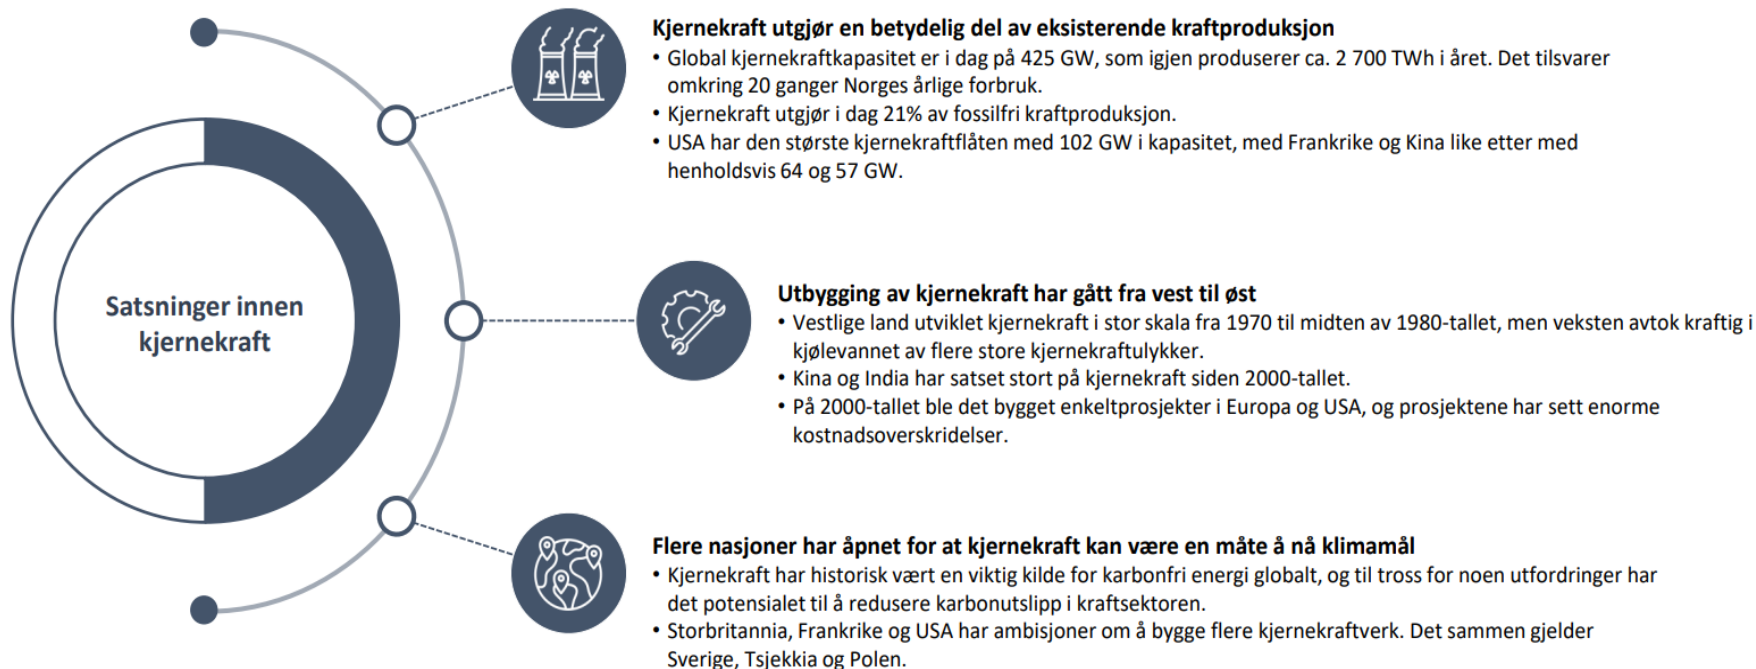 Kjernekraft utgjør en betydelig del av eksisterende kraftproduksjon
• Global kjernekraftkapasitet er i dag på 425 GW, som igjen produserer ca. 2 700 TWh i året. Det tilsvarer
omkring 20 ganger Norges årlige forbruk.
• Kjernekraft utgjør i dag 21% av fossilfri kraftproduksjon.
• USA har den største kjernekraftflåten med 102 GW i kapasitet, med Frankrike og Kina like etter med
henholdsvis 64 og 57 GW.
Satsninger innen
kjernekraft
Utbygging av kjernekraft har gått fra vest til øst
• Vestlige land utviklet kjernekraft i stor skala fra 1970 til midten av 1980-tallet, men veksten avtok kraftig i
kjølevannet av flere store kjernekraftulykker.
• Kina og India har satset stort på kjernekraft siden 2000-tallet.
• På 2000-tallet ble det bygget enkeltprosjekter i Europa og USA, og prosjektene har sett enorme
kostnadsoverskridelser.
Flere nasjoner har åpnet for at kjernekraft kan være en måte å nå klimamål
• Kjernekraft har historisk vært en viktig kilde for karbonfri energi globalt, og til tross for noen utfordringer har
det potensialet til å redusere karbonutslipp i kraftsektoren.
• Storbritannia, Frankrike og USA har ambisjoner om å bygge flere kjernekraftverk. Det sammen gjelder
Sverige, Tsjekkia og Polen.